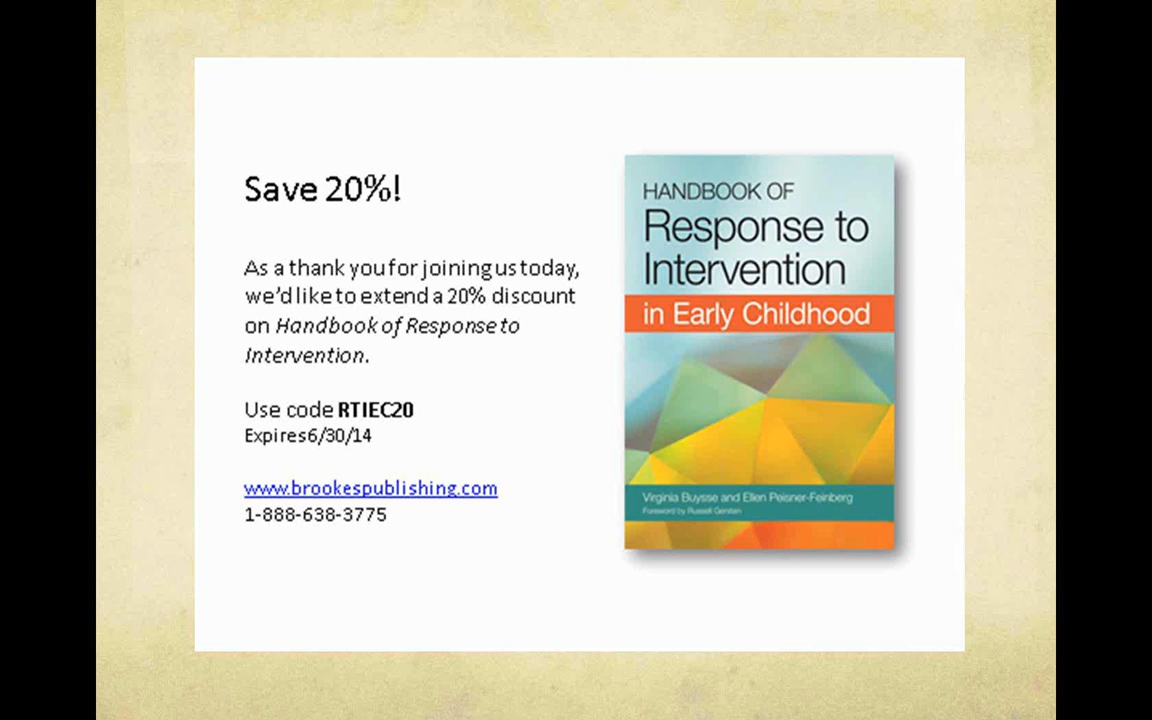 Save 20%!
As a thank you for joining us today,
we'd like to extend a 20% discount
on Handbook of Response to
Intervention.
Use code RTIEC20
Expires 6/30/14
www.brookespublishing.com
1-888-638-3775
HANDBOOK OF
Response to
Intervention
in Early Childhood
Virginia Buysse and Ellen Peisner-Feinberg
Foreword by Russell Gersten